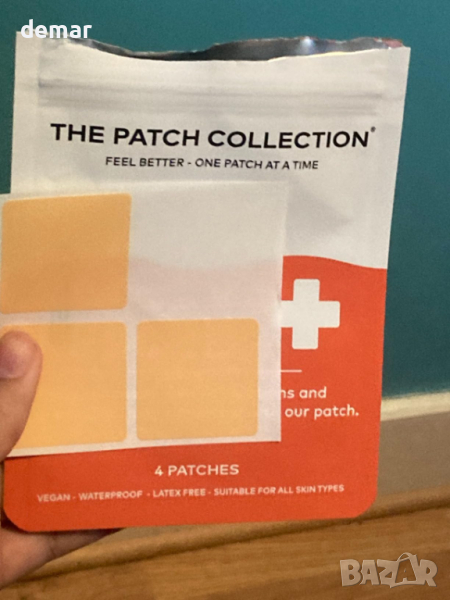 demar
THE PATCH COLLECTION®
FEEL BETTER - ONE PATCH AT A TIME
and
our patch.
4 PATCHES
VEGAN - WATERPROOF - LATEX FREE - SUITABLE FOR ALL SKIN TYPES
BAZAR